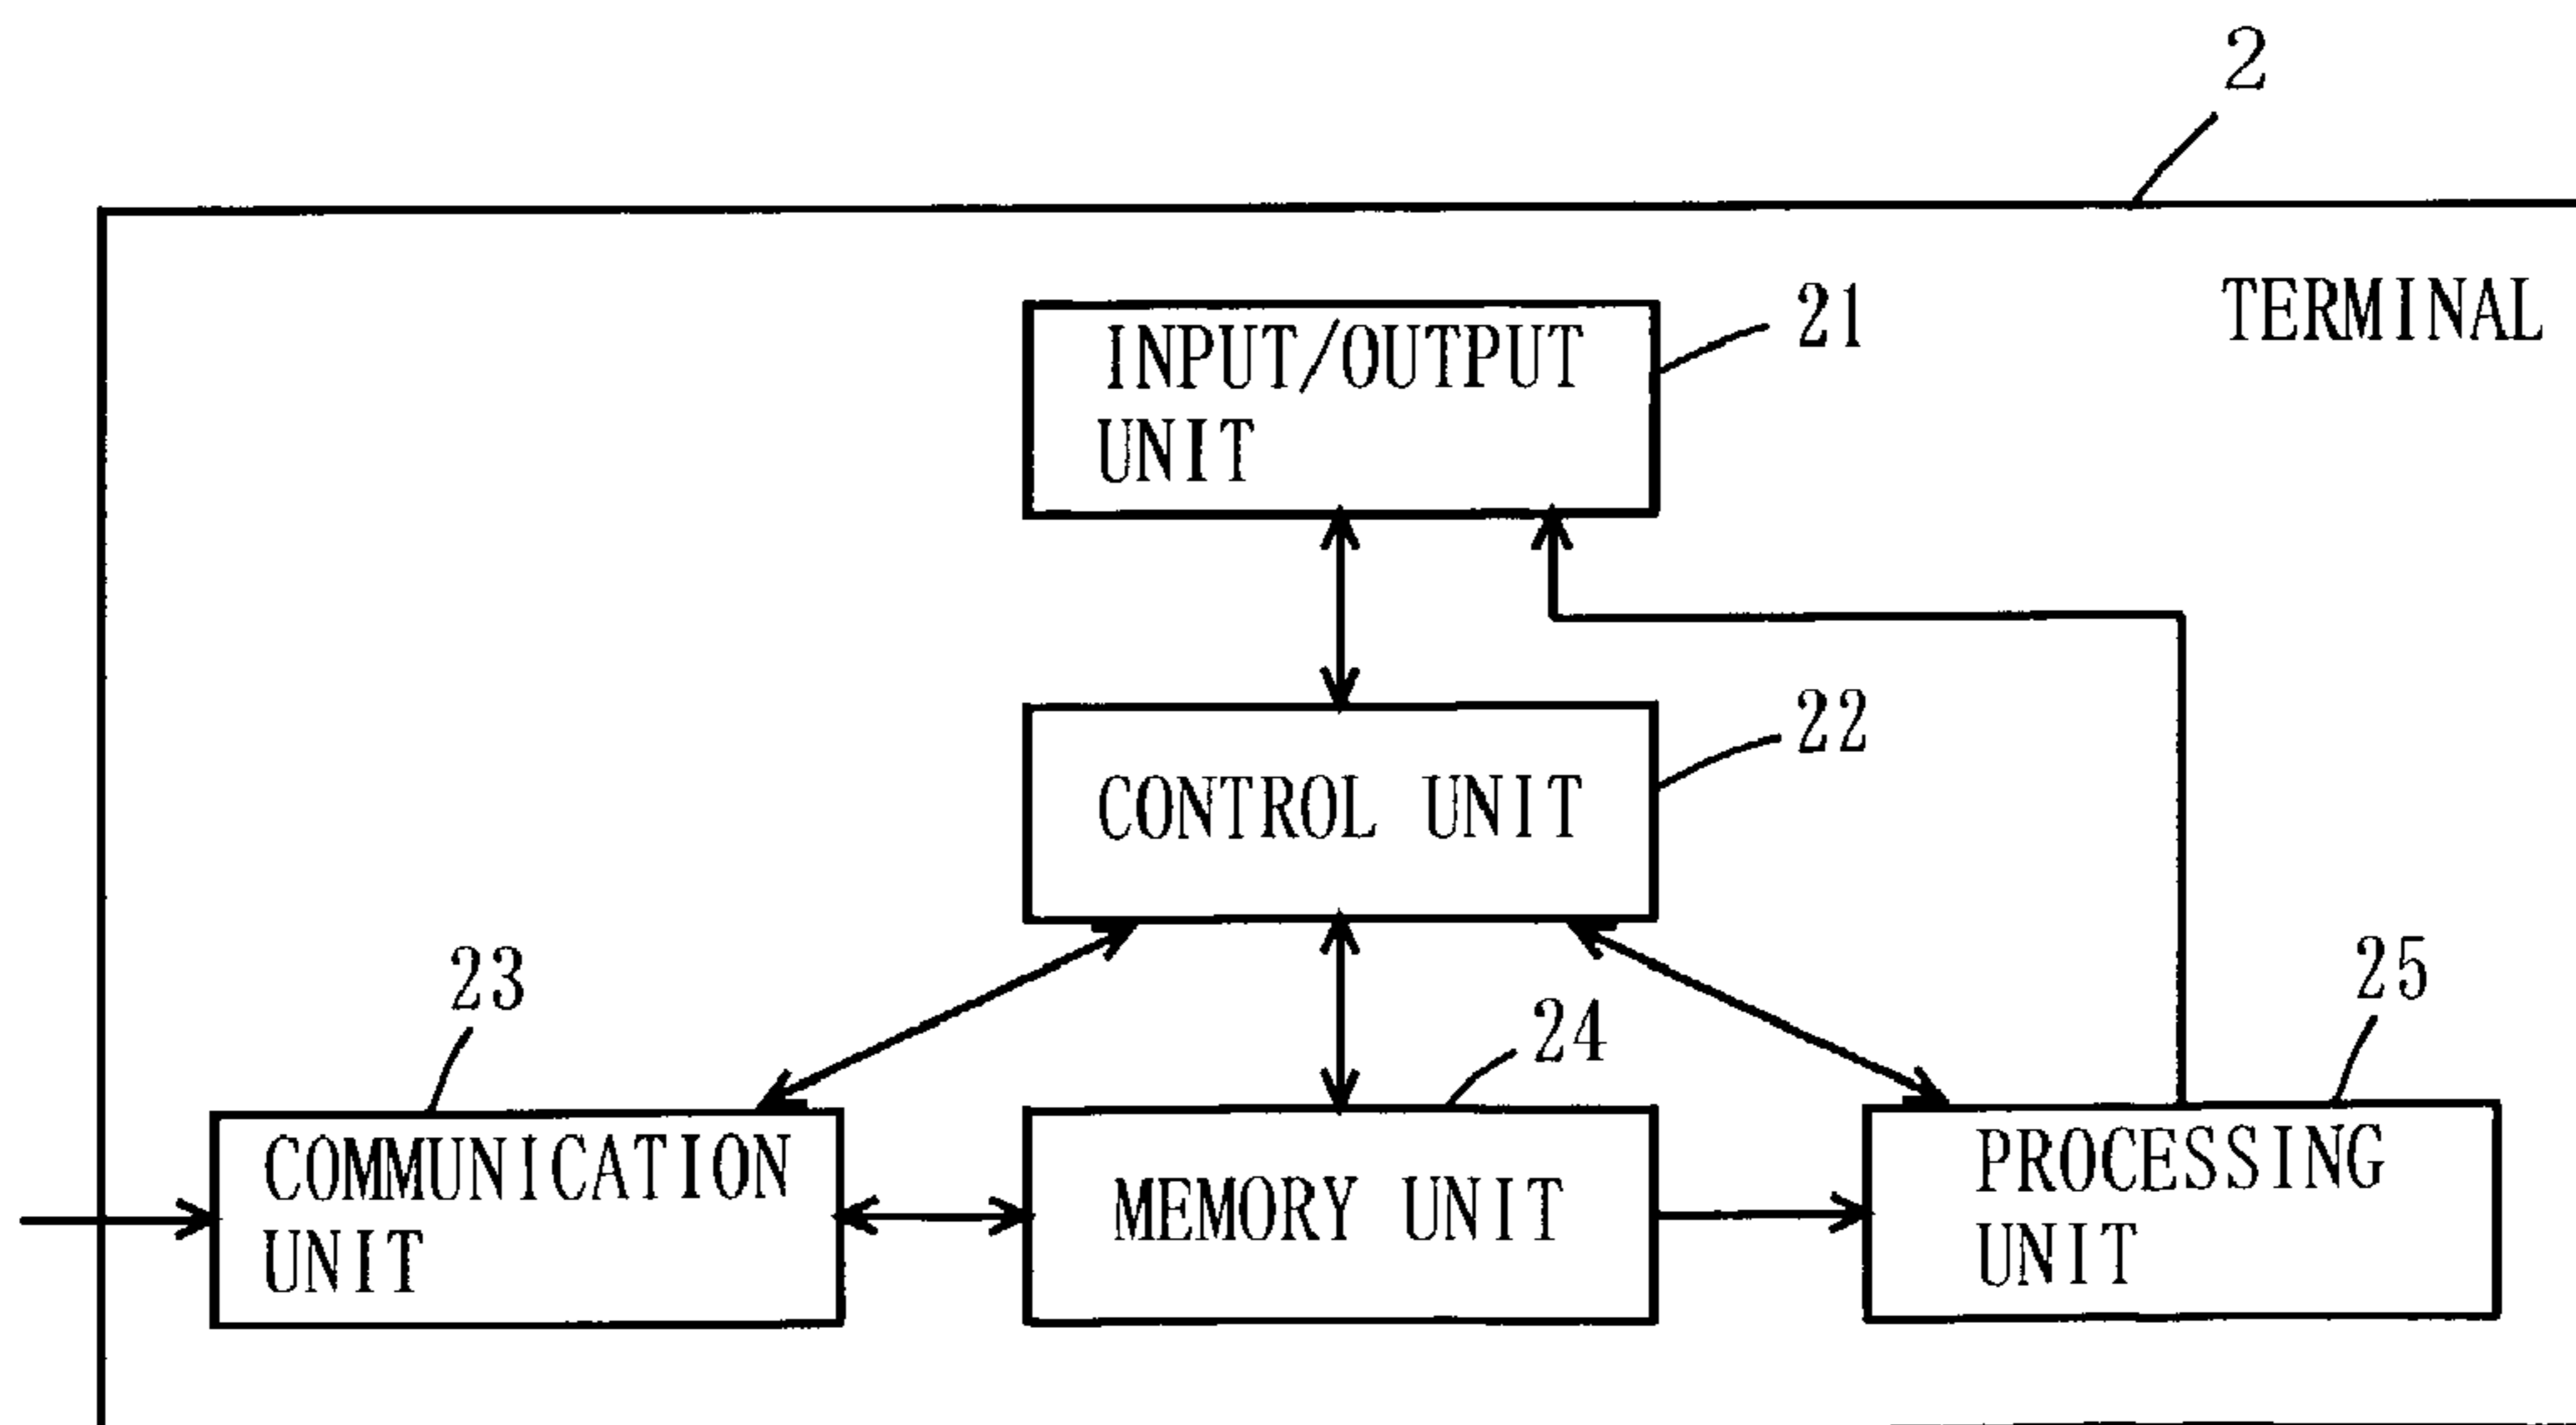 2
TERMINAL
INPUT/OUTPUT
UNIT
21
CONTROL UNIT
22
23
COMMUNICATION
UNIT
24
MEMORY UNIT
25
PROCESSING
UNIT